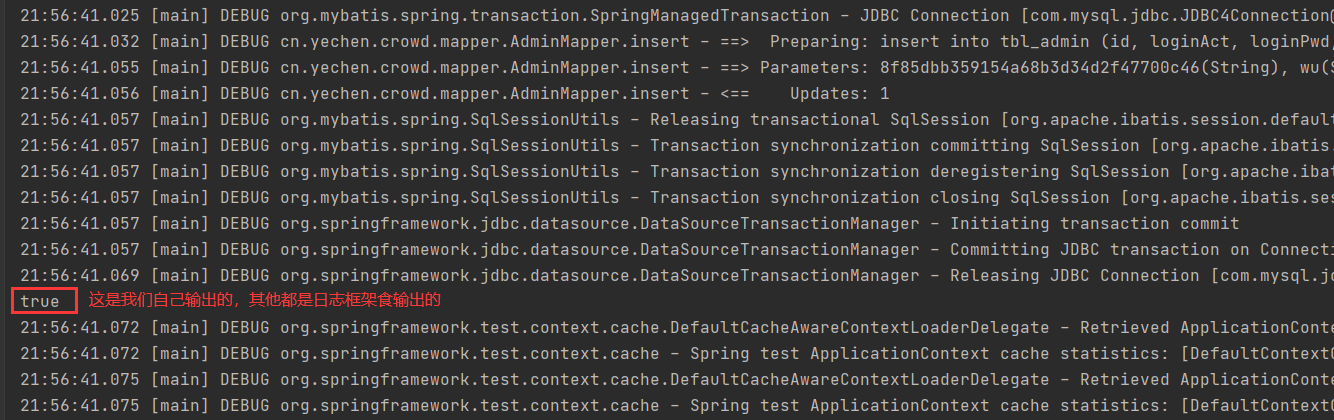 21:56:41.025 [main] DEBUG org.mybatis.spring.transaction.SpringManagedTransaction - JDBC Connection [com.mysql.jdbc.JDBC4Connection@
21:56:41.032 [main] DEBUG cn.yechen.crowd.mapper.AdminMapper.insert - ==>  Preparing: insert into tbl_admin (id, loginAct, loginPwd,
21:56:41.055 [main] DEBUG cn.yechen.crowd.mapper.AdminMapper.insert - ==> Parameters: 8f85dbb359154a68b3d34d2f47700c46(String), wu(S
21:56:41.056 [main] DEBUG cn.yechen.crowd.mapper.AdminMapper.insert - <==    Updates: 1
21:56:41.057 [main] DEBUG org.mybatis.spring.SqlSessionUtils - Releasing transactional SqlSession [org.apache.ibatis.session.default
21:56:41.057 [main] DEBUG org.mybatis.spring.SqlSessionUtils - Transaction synchronization committing SqlSession [org.apache.ibatis.
21:56:41.057 [main] DEBUG org.mybatis.spring.SqlSessionUtils - Transaction synchronization deregistering SqlSession [org.apache.ibat
21:56:41.057 [main] DEBUG org.mybatis.spring.SqlSessionUtils - Transaction synchronization closing SqlSession [org.apache.ibatis.ses
21:56:41.057 [main] DEBUG org.springframework.jdbc.datasource.DataSourceTransactionManager - Initiating transaction commit
21:56:41.057 [main] DEBUG org.springframework.jdbc.datasource.DataSourceTransactionManager - Committing JDBC transaction on Connecti
21:56:41.069 [main] DEBUG org.springframework.jdbc.datasource.DataSourceTransactionManager - Releasing JDBC Connection [com.mysql.jd
true 这是我们自己输出的，其他都是日志框架食输出的
21:56:41.072 [main] DEBUG org.springframework.test.context.cache.DefaultCacheAwareContextLoaderDelegate - Retrieved ApplicationConte
21:56:41.072 [main] DEBUG org.springframework.test.context.cache - Spring test ApplicationContext cache statistics: [DefaultContextC
21:56:41.075 [main] DEBUG org.springframework.test.context.cache.DefaultCacheAwareContextLoaderDelegate - Retrieved ApplicationConte
21:56:41.075 [main] DEBUG org.springframework.test.context.cache - Spring test ApplicationContext cache statistics: [DefaultContextC